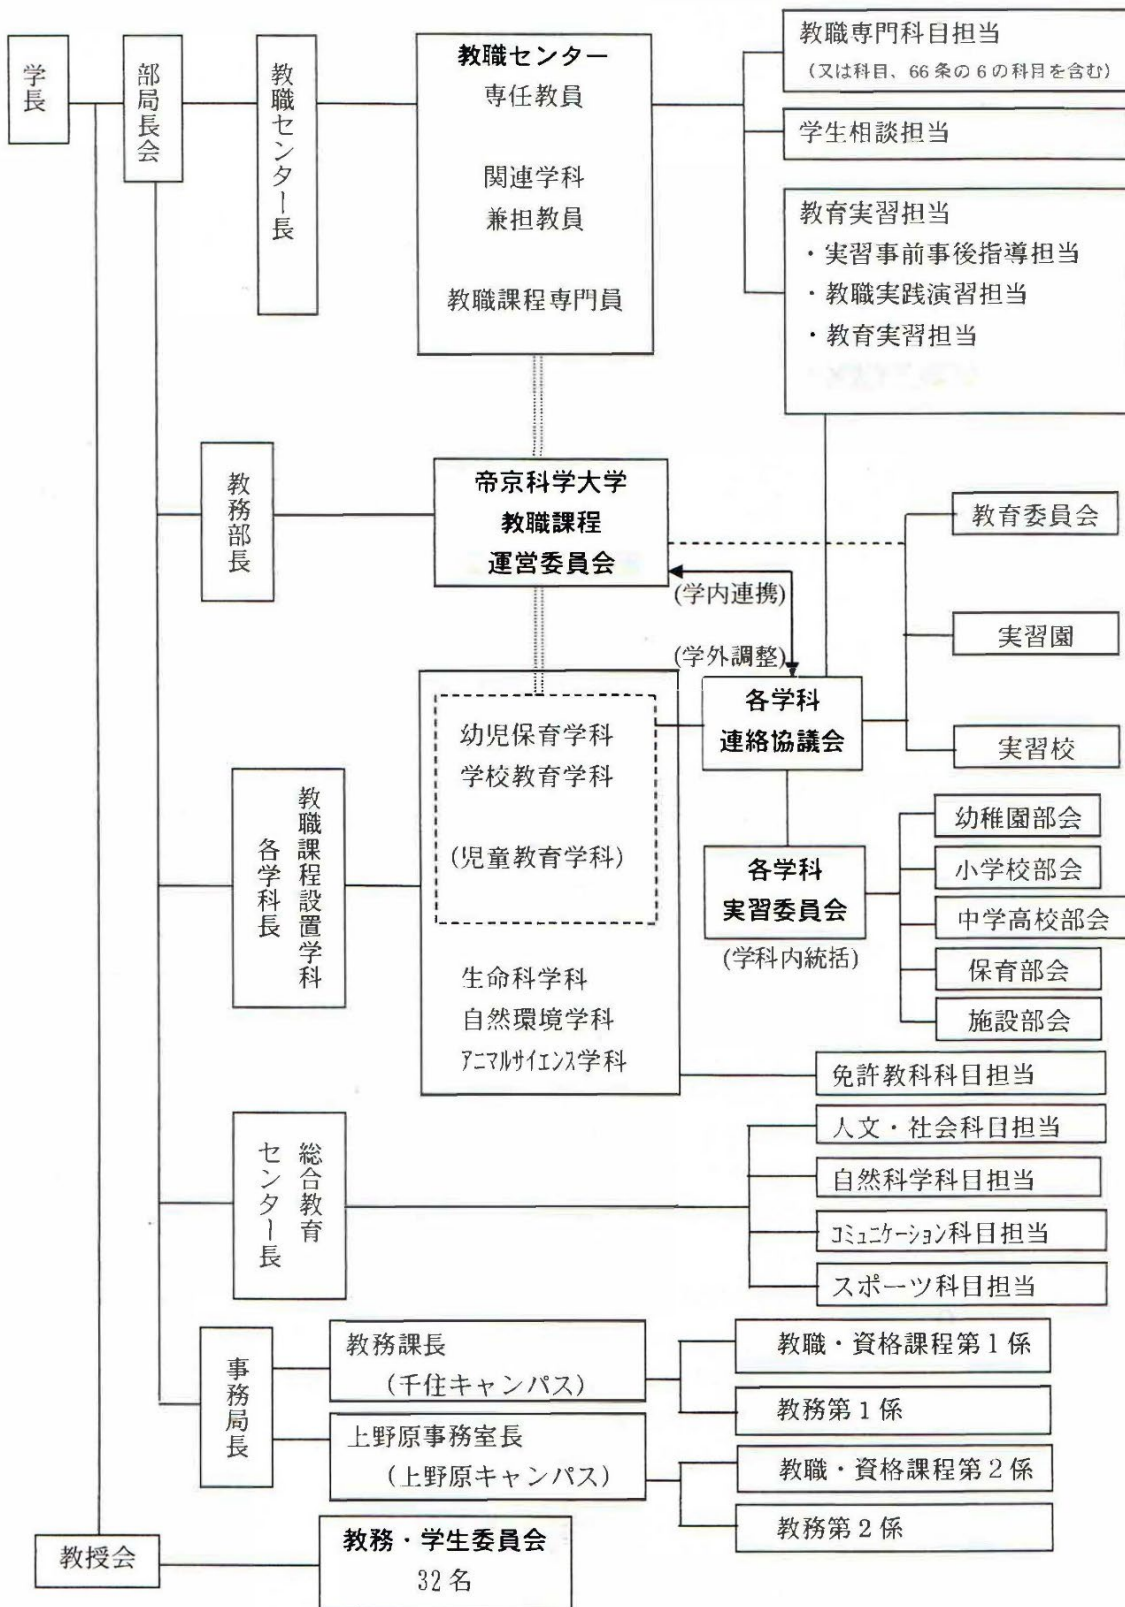 学長
部局長会
教職センター長
教職センター
専任教員
関連学科
兼担教員
教職課程専門員
教職専門科目担当
(又は科目、66条の6の科目を含む)
学生相談担当
教育実習担当
・実習事前事後指導担当
・教職実践演習担当
・教育実習担当
教務部長
帝京科学大学
教職課程
運営委員会
(学内連携)
(学外調整)
教育委員会
実習園
実習校
教職課程設置学科
各学科長
幼児保育学科
学校教育学科
(児童教育学科)
生命科学科
自然環境学科
アニマルサイエンス学科
各学科
連絡協議会
各学科
実習委員会
(学科内統括)
幼稚園部会
小学校部会
中学高校部会
保育部会
施設部会
免許教科科目担当
総合教育
センター長
人文・社会科目担当
自然科学科目担当
コミュニケーション科目担当
スポーツ科目担当
事務局長
教務課長
(千住キャンパス)
教職・資格課程第1係
教務第1係
上野原事務室長
(上野原キャンパス)
教職・資格課程第2係
教務第2係
教授会
教務・学生委員会
32名